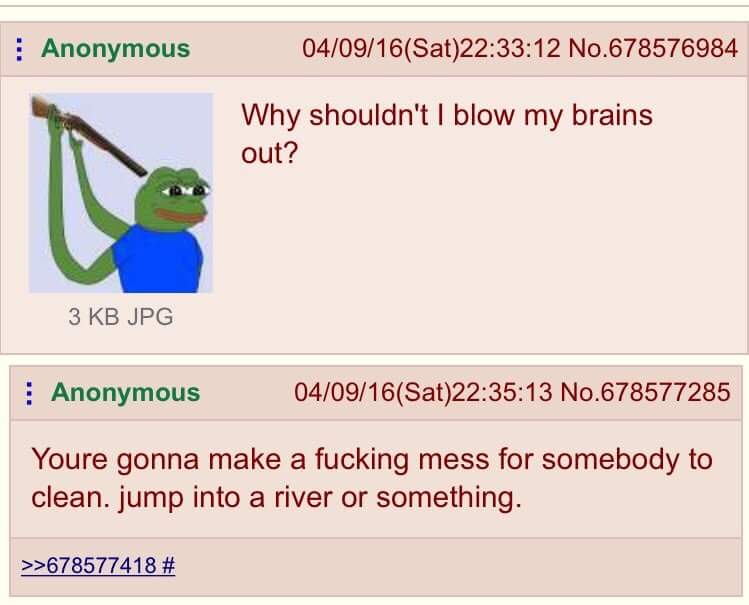 Anonymous 04/09/16(Sat)22:33:12 No.678576984
Why shouldn't I blow my brains
out?
3 KB JPG
Anonymous 04/09/16(Sat)22:35:13 No.678577285
Youre gonna make a fucking mess for somebody to
clean. jump into a river or something.
>>678577418 #